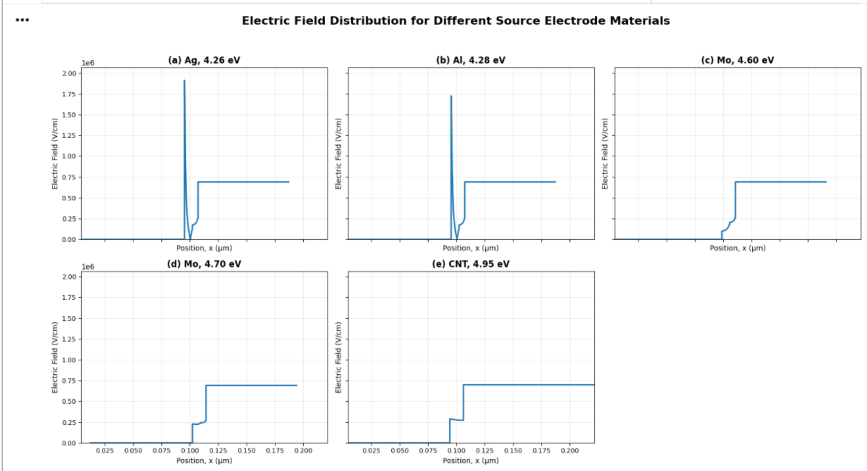 •••
Electric Field Distribution for Different Source Electrode Materials
(a) Ag, 4.26 eV
(b) Al, 4.28 eV
(c) Mo, 4.60 eV
1e6
2.00
1.75
1.50
1.25
1.00
0.75
0.50
0.25
0.00
Electric Field (V/cm)
Electric Field (V/cm)
Electric Field (V/cm)
Position, x (μm)
Position, x (μm)
Position, x (μm)
(d) Mo, 4.70 eV
(e) CNT, 4.95 eV
1e6
2.00
1.75
1.50
1.25
1.00
0.75
0.50
0.25
0.00
Electric Field (V/cm)
Electric Field (V/cm)
0.025 0.050 0.075 0.100 0.125 0.150 0.175 0.200
0.025 0.050 0.075 0.100 0.125 0.150 0.175 0.200
Position, x (μm)
Position, x (μm)